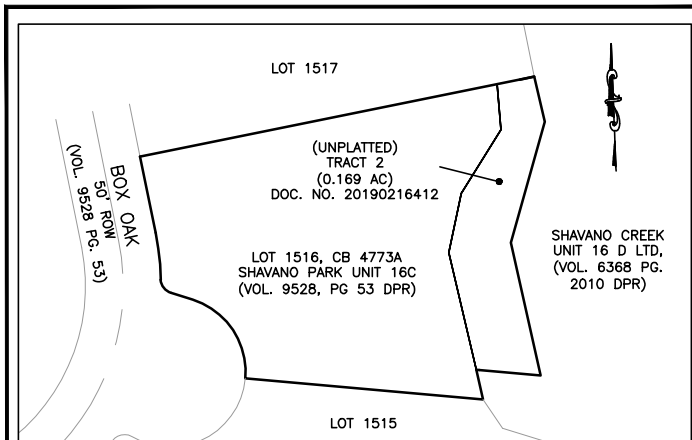 LOT 1517
(UNPLATTED)
TRACT 2
(0.169 AC)
DOC. NO. 20190216412
BOX OAK
50' ROW
(VOL. 9528 PG. 53)
LOT 1516, CB 4773A
SHAVANO PARK UNIT 16C
(VOL. 9528, PG 53 DPR)
SHAVANO CREEK
UNIT 16 D LTD,
(VOL. 6368 PG.
2010 DPR)
LOT 1515